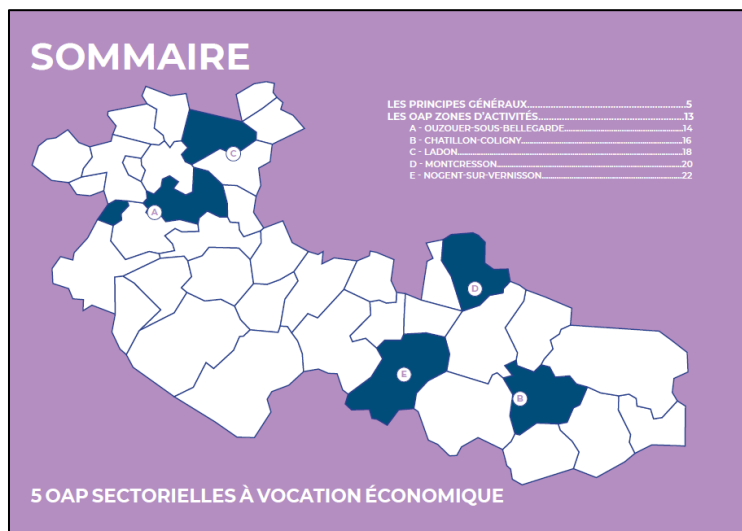 SOMMAIRE
LES PRINCIPES GÉNÉRAUX.......................................................5
LES OAP ZONES D'ACTIVITÉS...................................................13
A - OUZOUER-SOUS-BELLEGARDE..........................................14
B - CHATILLON-COLIGNY.......................................................16
C - LADON...............................................................................18
D - MONTCRESSON................................................................20
E - NOGENT-SUR-VERNISSON.................................................22
C
A
D
E
B
5 OAP SECTORIELLES À VOCATION ÉCONOMIQUE